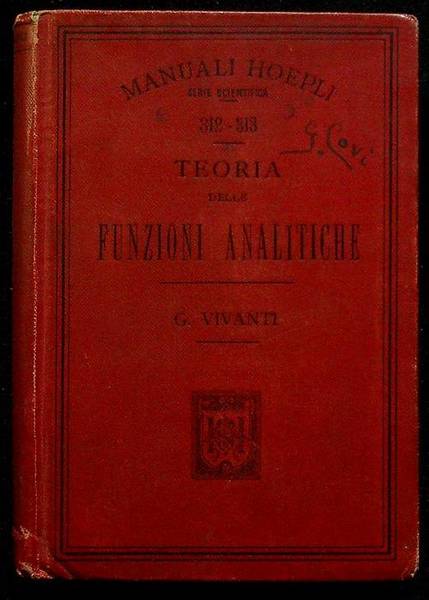 MANUALI HOEPLI
SERIE SCIENTIFICA
312-313
G. Covi
TEORIA
DELLE
FUNZIONI ANALITICHE
G. VIVANTI